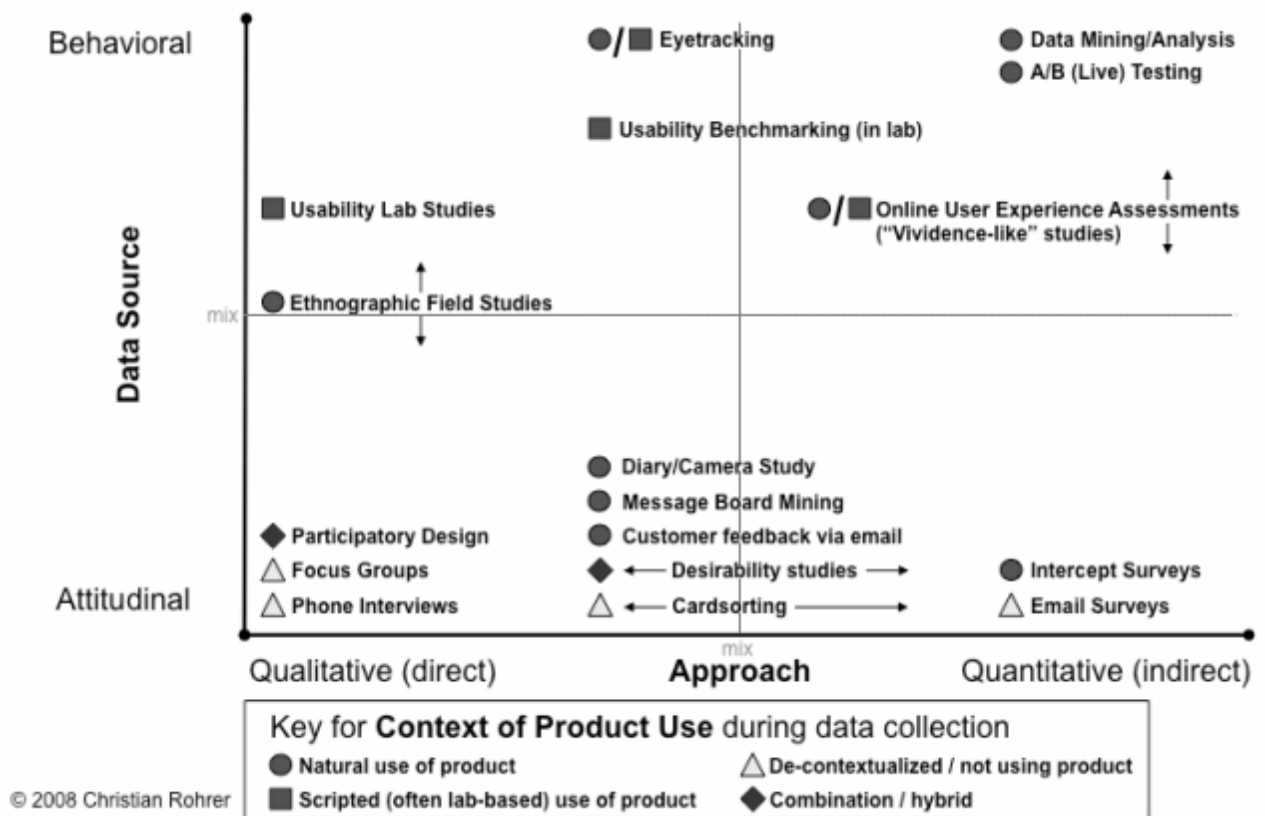 Behavioral
/ Eyetracking
Data Mining/Analysis
A/B (Live) Testing
Usability Benchmarking (in lab)
Usability Lab Studies
/ Online User Experience Assessments
("Vividence-like" studies)
Ethnographic Field Studies
mix
Data Source
Diary/Camera Study
Message Board Mining
Participatory Design
Customer feedback via email
Focus Groups
Desirability studies
Intercept Surveys
Attitudinal
Phone Interviews
Cardsorting
Email Surveys
mix
Qualitative (direct)
Approach
Quantitative (indirect)
Key for Context of Product Use during data collection
Natural use of product
De-contextualized / not using product
Scripted (often lab-based) use of product
Combination / hybrid
© 2008 Christian Rohrer